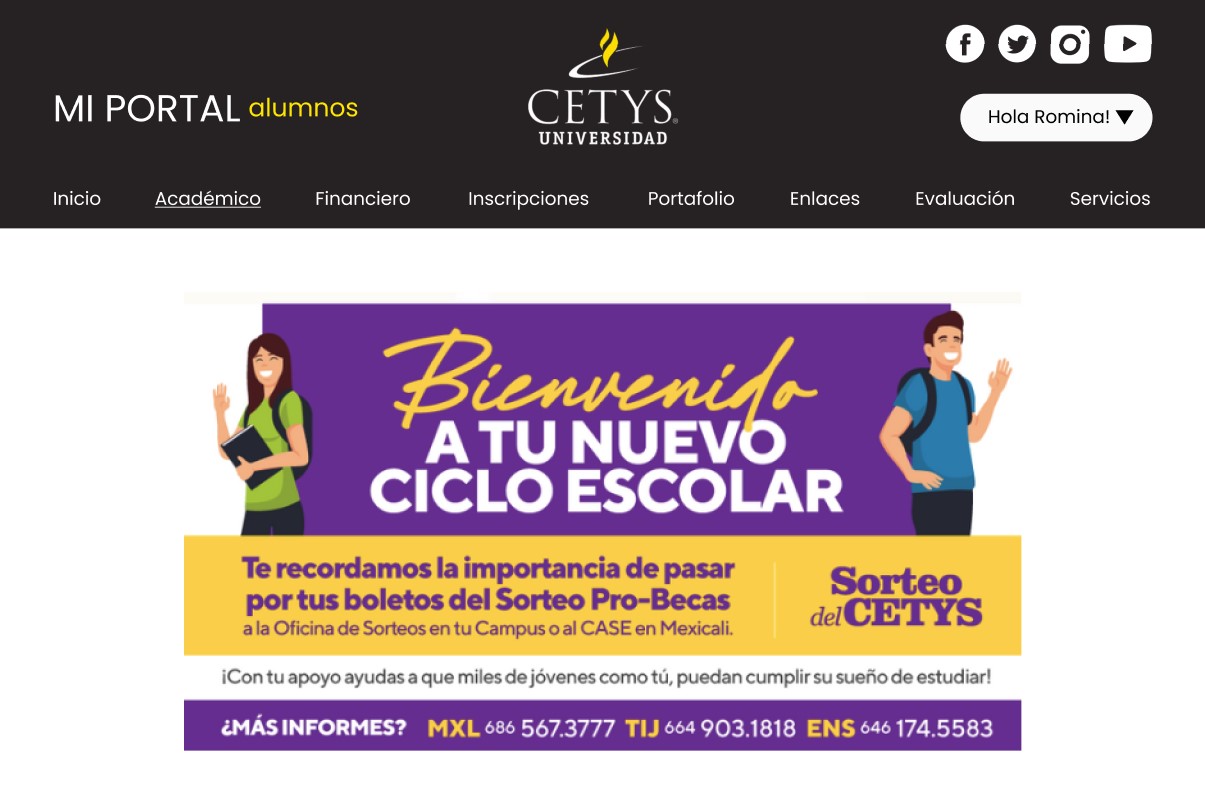 MI PORTAL alumnos
CETYS®
UNIVERSIDAD
Hola Romina!
Inicio Académico Financiero Inscripciones Portafolio Enlaces Evaluación Servicios
Bienvenido
A TU NUEVO
CICLO ESCOLAR
Te recordamos la importancia de pasar
por tus boletos del Sorteo Pro-Becas
a la Oficina de Sorteos en tu Campus o al CASE en Mexicali.
Sorteo
del CETYS
¡Con tu apoyo ayudas a que miles de jóvenes como tú, puedan cumplir su sueño de estudiar!
¿MÁS INFORMES? MXL 686 567.3777 TIJ 664 903.1818 ENS 646 174.5583